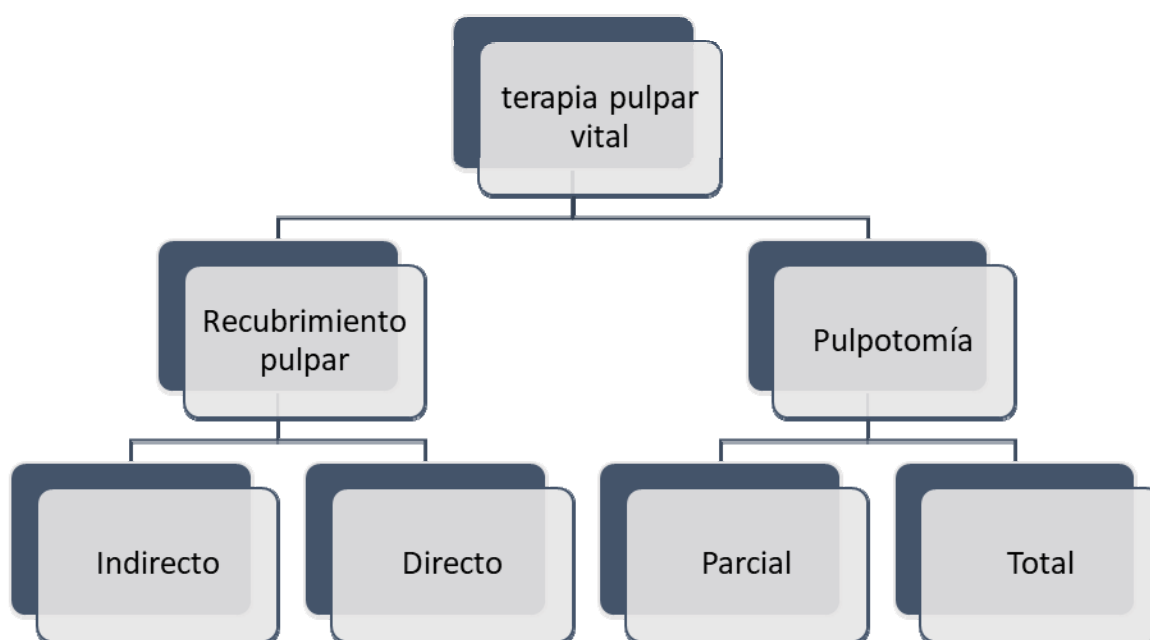 terapia pulpar
vital
Recubrimiento
pulpar
Pulpotomía
Indirecto
Directo
Parcial
Total